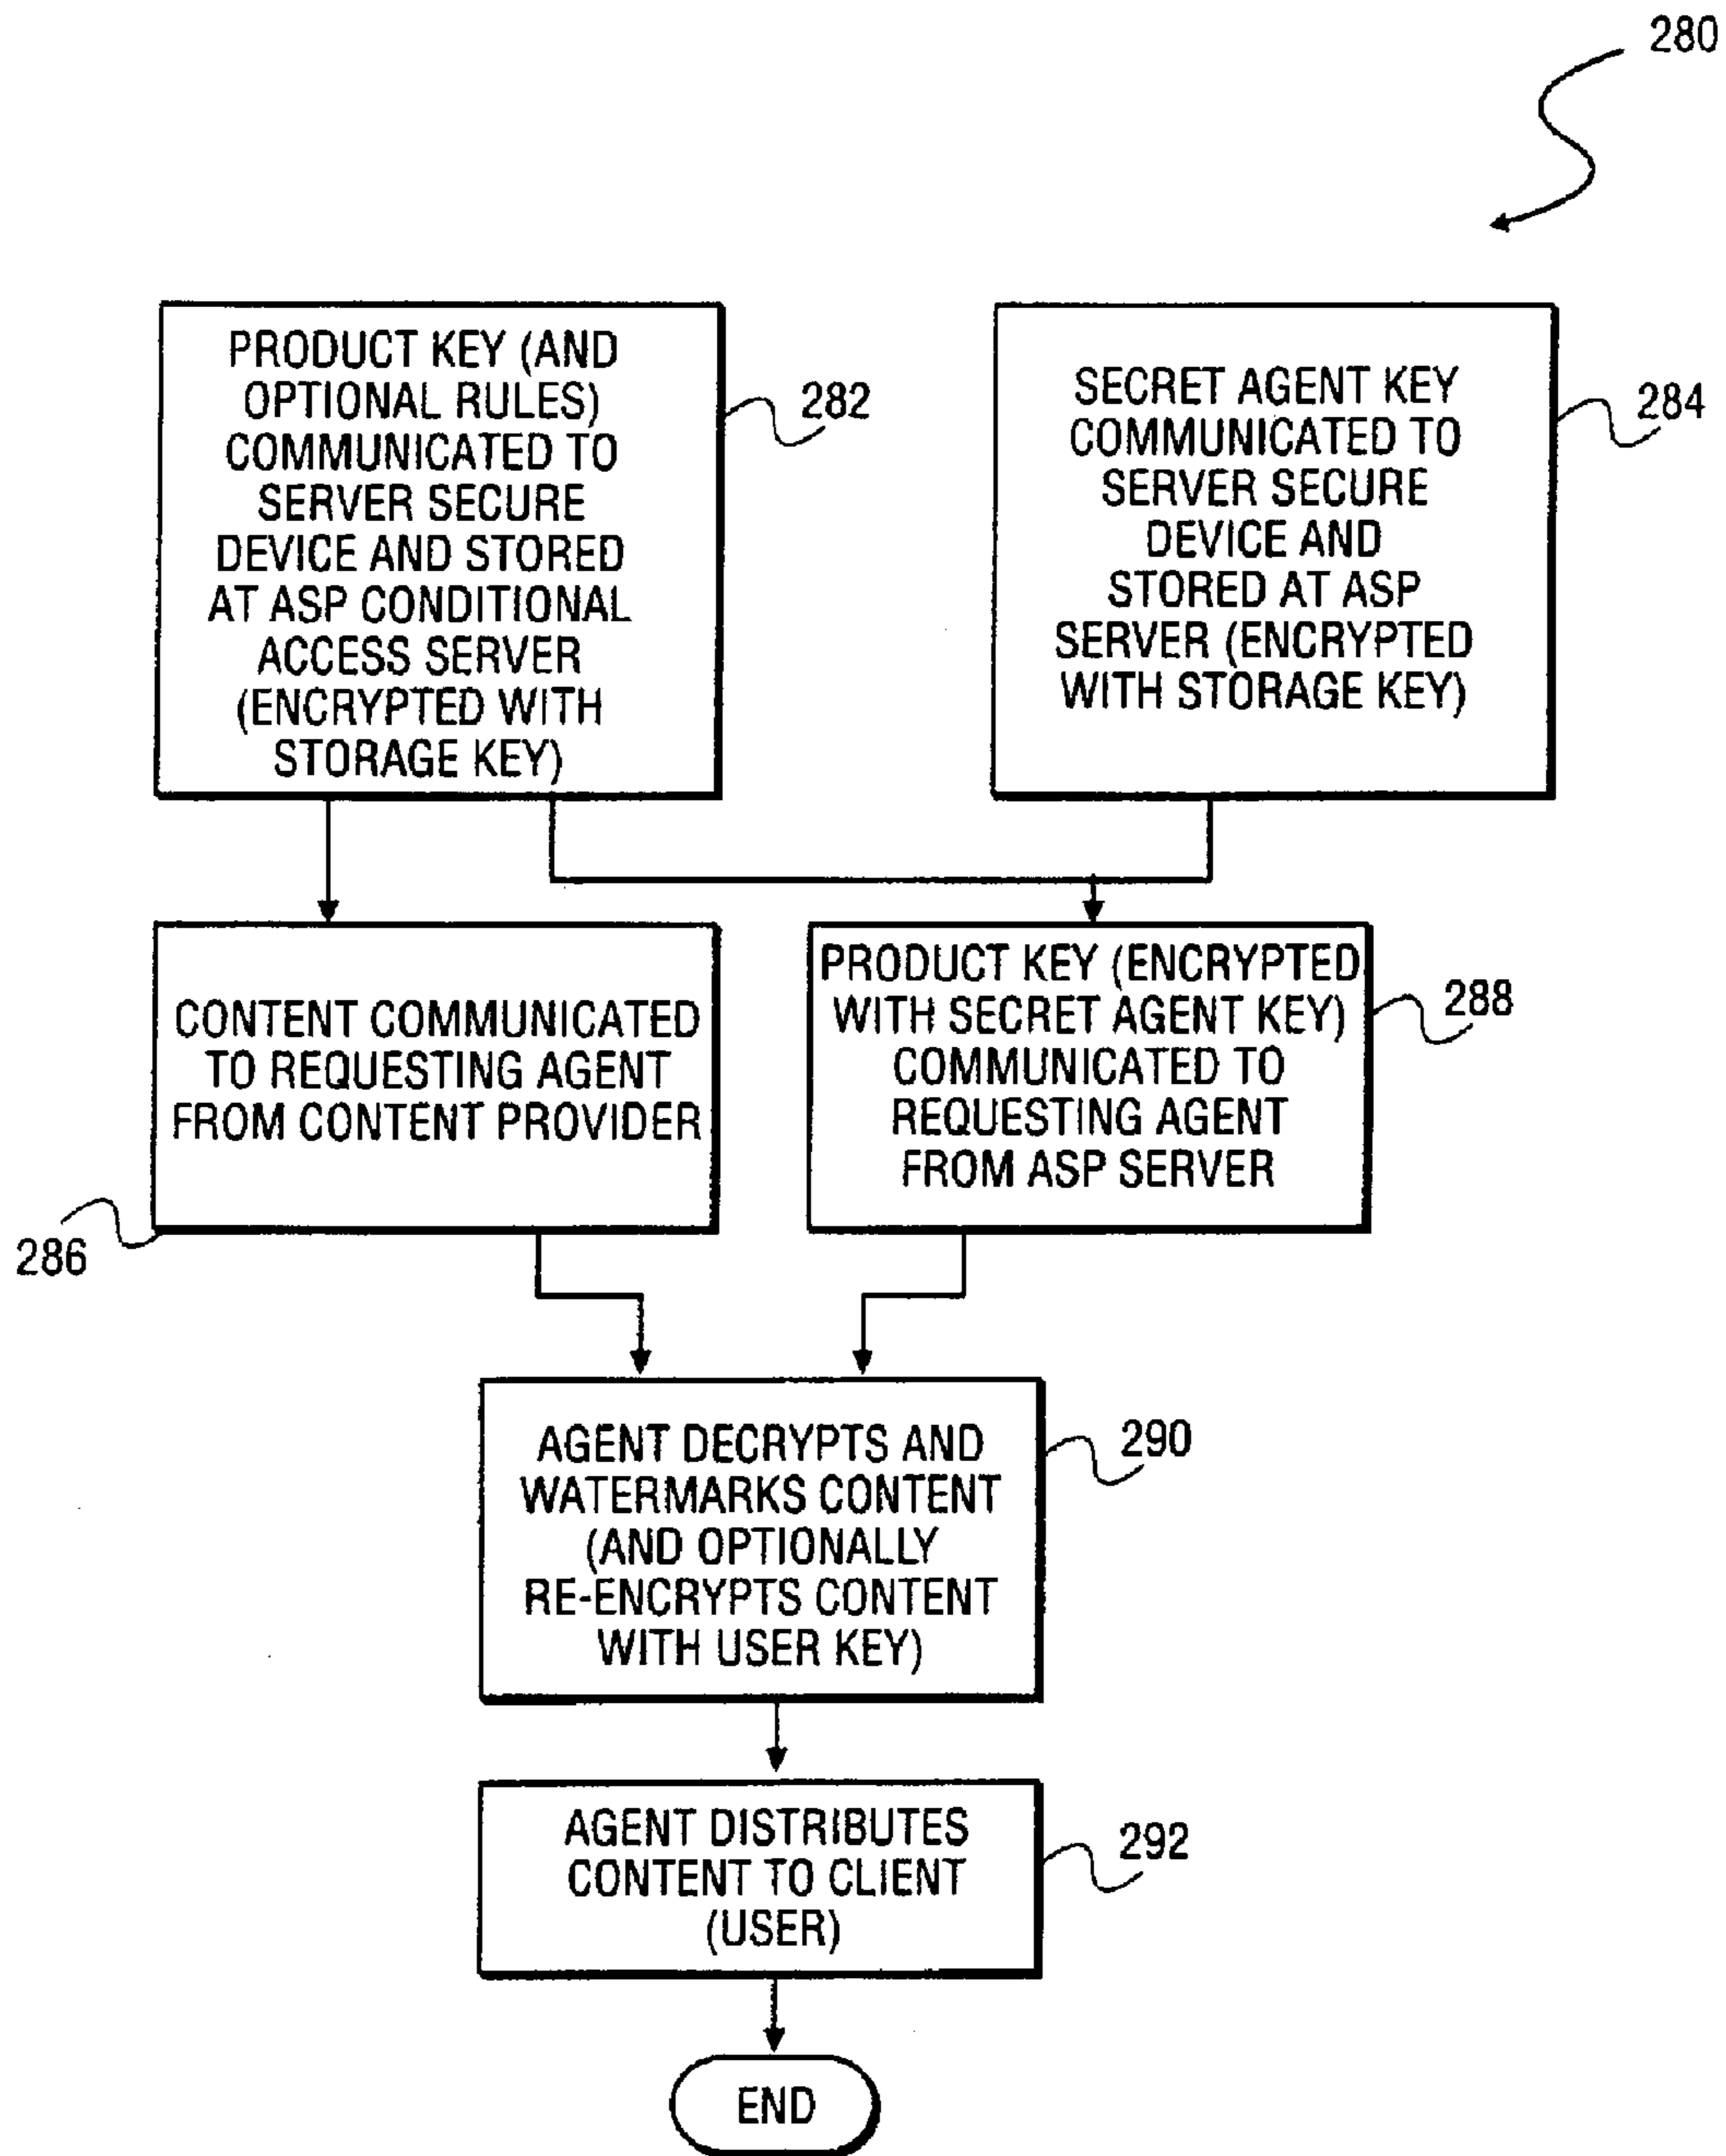 280
PRODUCT KEY (AND
OPTIONAL RULES)
COMMUNICATED TO
SERVER SECURE
DEVICE AND STORED
AT ASP CONDITIONAL
ACCESS SERVER
(ENCRYPTED WITH
STORAGE KEY)
282
SECRET AGENT KEY
COMMUNICATED TO
SERVER SECURE
DEVICE AND
STORED AT ASP
SERVER (ENCRYPTED
WITH STORAGE KEY)
284
CONTENT COMMUNICATED
TO REQUESTING AGENT
FROM CONTENT PROVIDER
286
PRODUCT KEY (ENCRYPTED
WITH SECRET AGENT KEY)
COMMUNICATED TO
REQUESTING AGENT
FROM ASP SERVER
288
AGENT DECRYPTS AND
WATERMARKS CONTENT
(AND OPTIONALLY
RE-ENCRYPTS CONTENT
WITH USER KEY)
290
AGENT DISTRIBUTES
CONTENT TO CLIENT
(USER)
292
END